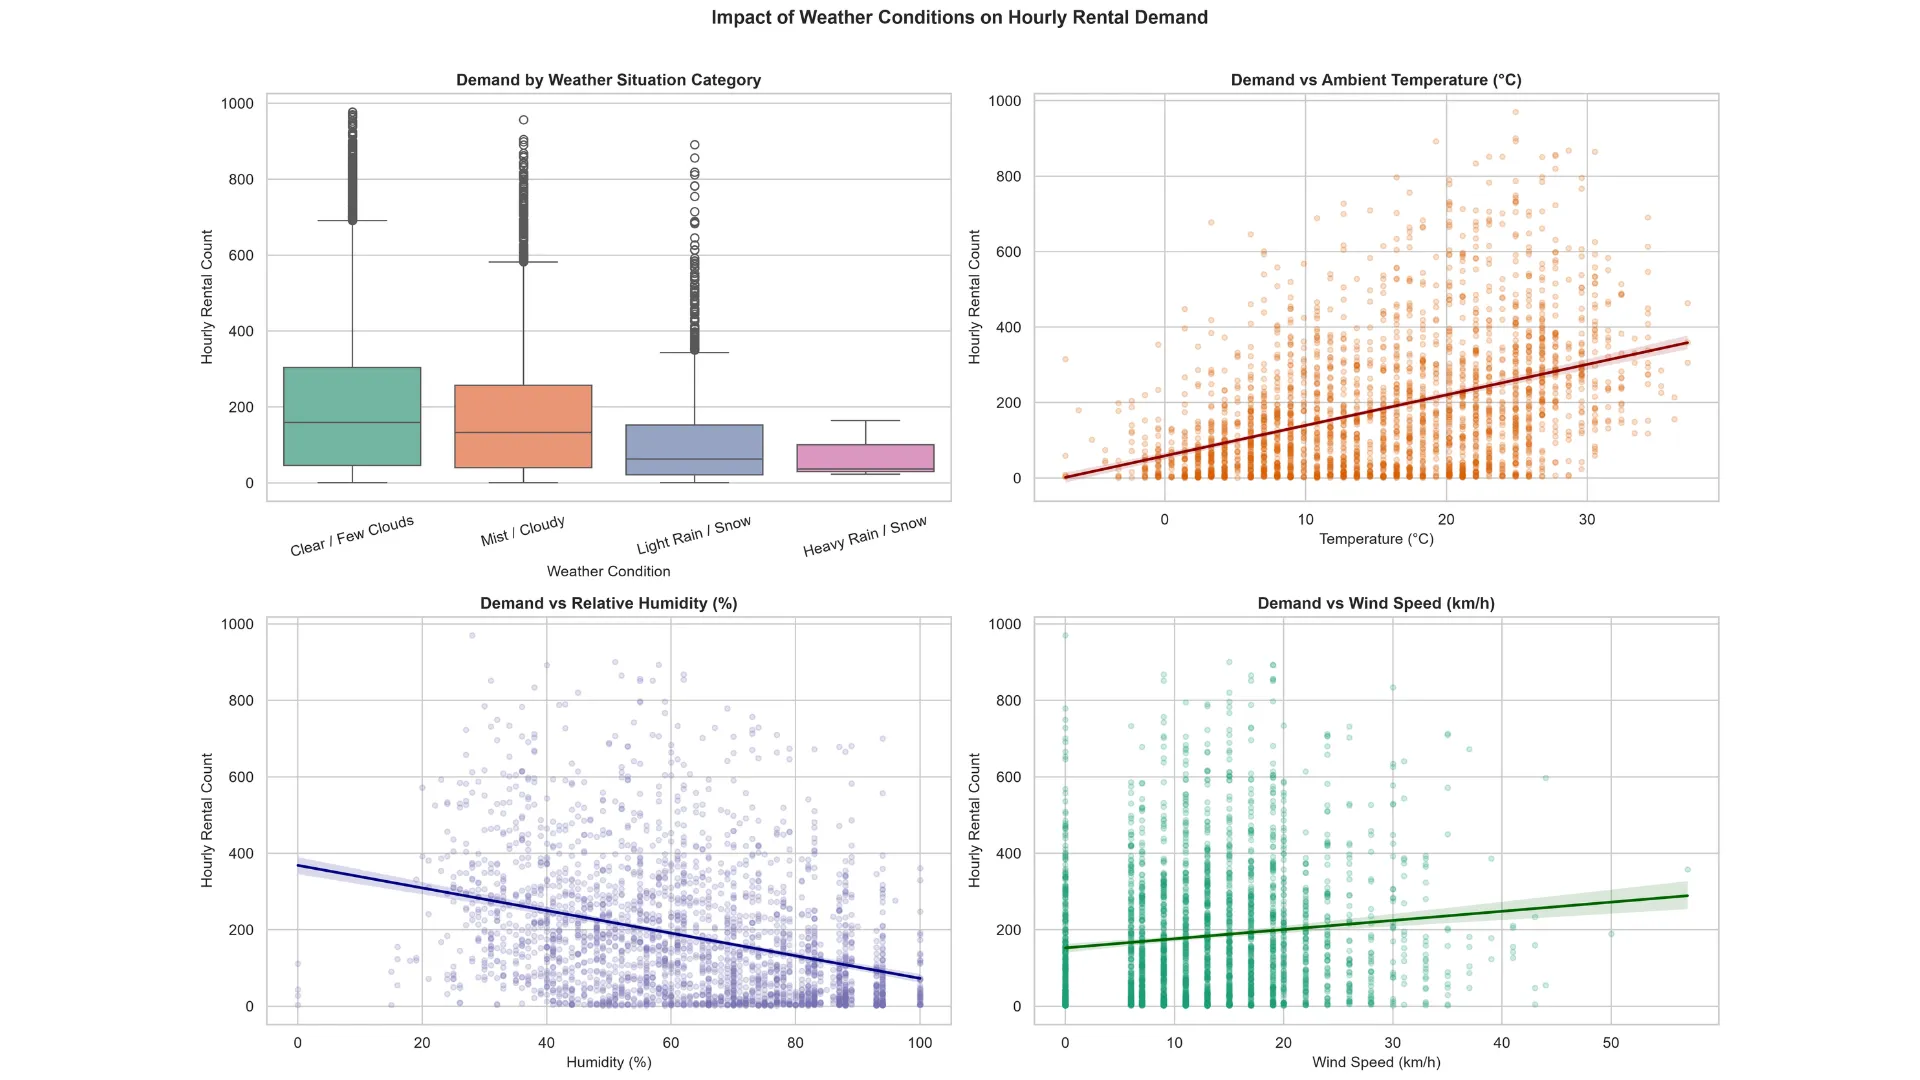 Impact of Weather Conditions on Hourly Rental Demand
Demand by Weather Situation Category
1000
800
600
400
200
0
Hourly Rental Count
Clear / Few Clouds
Mist / Cloudy
Light Rain / Snow
Heavy Rain / Snow
Weather Condition
Demand vs Ambient Temperature (°C)
1000
800
600
400
200
0
Hourly Rental Count
0 10 20 30
Temperature (°C)
Demand vs Relative Humidity (%)
1000
800
600
400
200
0
Hourly Rental Count
0 20 40 60 80 100
Humidity (%)
Demand vs Wind Speed (km/h)
1000
800
600
400
200
0
Hourly Rental Count
0 10 20 30 40 50
Wind Speed (km/h)